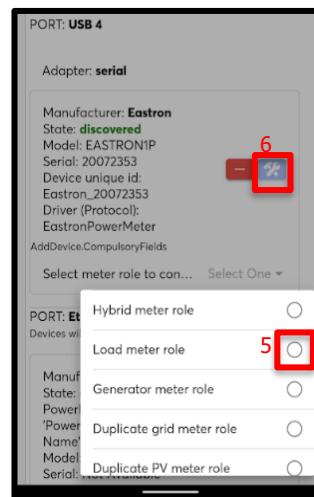 PORT: USB 4
Adapter: serial
Manufacturer: Eastron
State: discovered
Model: EASTRON1P
Serial: 20072353
Device unique id:
Eastron_20072353
Driver (Protocol):
EastronPowerMeter
6
AddDevice.CompulsoryFields
Select meter role to con... Select One
PORT: Et
Devices wil
Hybrid meter role
Load meter role
5
Generator meter role
Duplicate grid meter role
Duplicate PV meter role
Manuf
State:
Powerl
'Power
Name'
Model:
Serial: Not Available